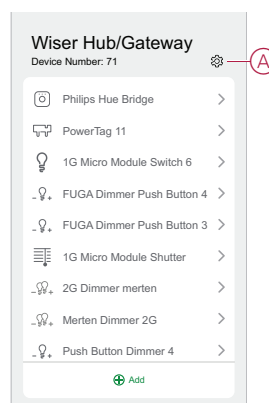 Wiser Hub/Gateway
Device Number: 71
A
Philips Hue Bridge
PowerTag 11
1G Micro Module Switch 6
FUGA Dimmer Push Button 4
FUGA Dimmer Push Button 3
1G Micro Module Shutter
2G Dimmer merten
Merten Dimmer 2G
Push Button Dimmer 4
Add